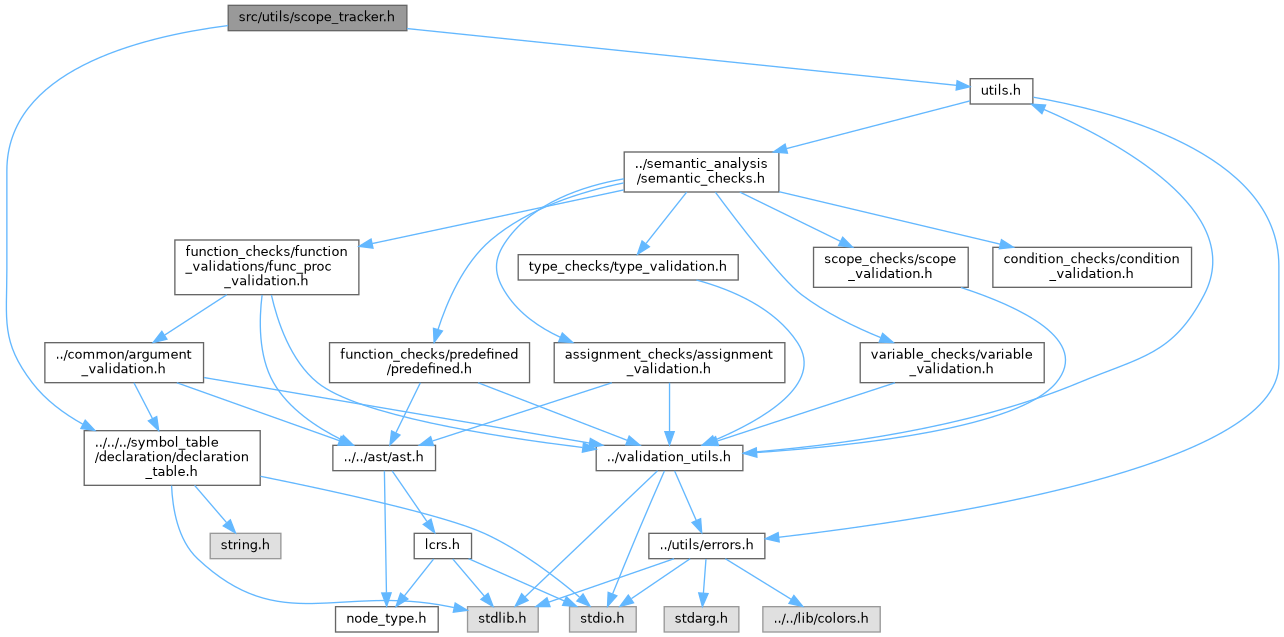 src/utils/scope_tracker.h
utils.h
../semantic_analysis
/semantic_checks.h
function_checks/function
_validations/func_proc
_validation.h
type_checks/type_validation.h
scope_checks/scope
_validation.h
condition_checks/condition
_validation.h
../common/argument
_validation.h
function_checks/predefined
/predefined.h
assignment_checks/assignment
_validation.h
variable_checks/variable
_validation.h
../../../symbol_table
/declaration/declaration
_table.h
../../ast/ast.h
../validation_utils.h
string.h
lcrs.h
../utils/errors.h
node_type.h
stdlib.h
stdio.h
stdarg.h
../../lib/colors.h